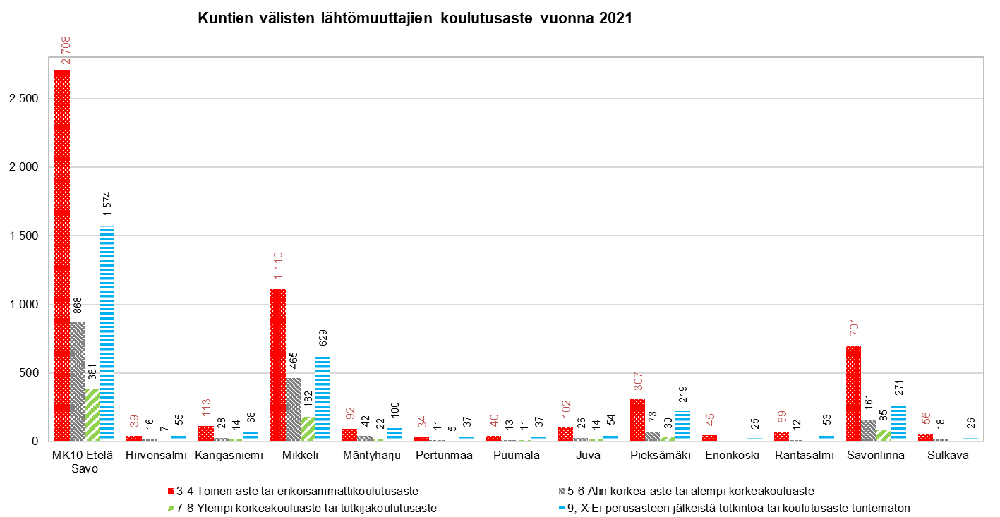 Kuntien välisten lähtömuuttajien koulutusaste vuonna 2021
2 500
2 000
1 500
1 000
500
0
2 708
868
381
1 574
39
16
7
55
113
28
14
68
1 110
465
182
629
92
42
22
100
34
11
5
37
40
13
11
37
102
26
14
54
307
73
30
219
45
25
69
12
53
701
161
85
271
56
18
26
MK10 Etelä-
Savo
Hirvensalmi
Kangasniemi
Mikkeli
Mäntyharju
Pertunmaa
Puumala
Juva
Pieksämäki
Enonkoski
Rantasalmi
Savonlinna
Sulkava
3-4 Toinen aste tai erikoisammattikoulutusaste
5-6 Alin korkea-aste tai alempi korkeakouluaste
7-8 Ylempi korkeakouluaste tai tutkijakoulutusaste
9, X Ei perusasteen jälkeistä tutkintoa tai koulutusaste tuntematon